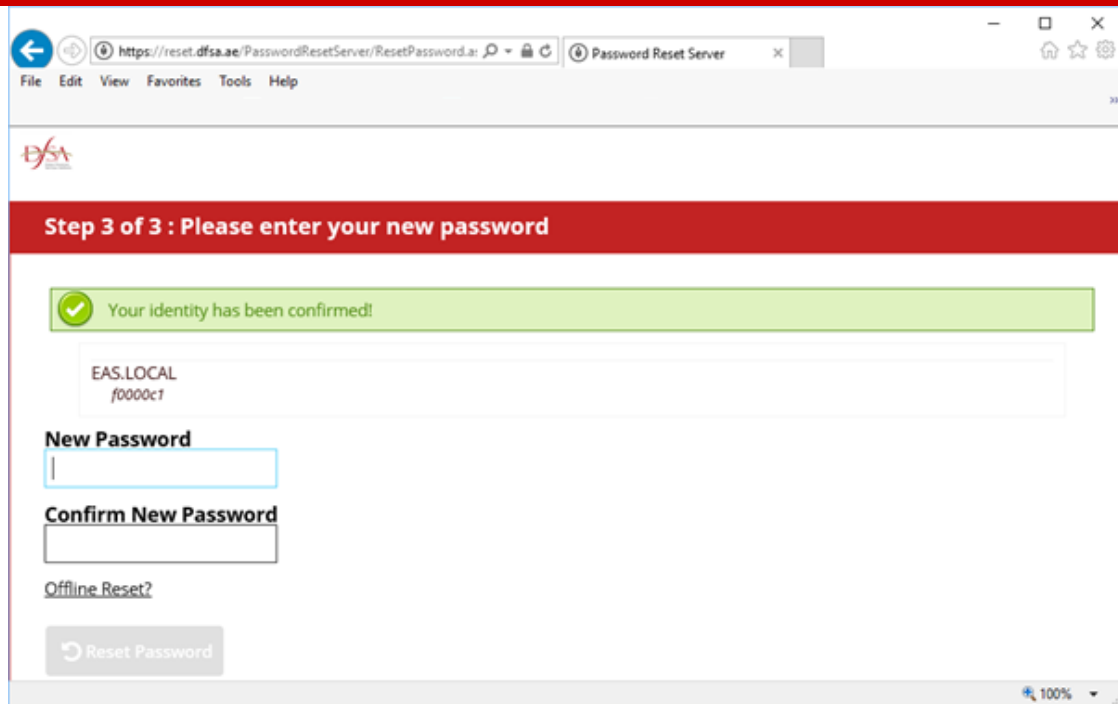 https://reset.dfsa.ae/PasswordResetServer/ResetPassword.a
Password Reset Server
File Edit View Favorites Tools Help
DFSA
Step 3 of 3 : Please enter your new password
Your identity has been confirmed!
EAS.LOCAL
f0000c1
New Password
Confirm New Password
Offline Reset?
Reset Password
100%